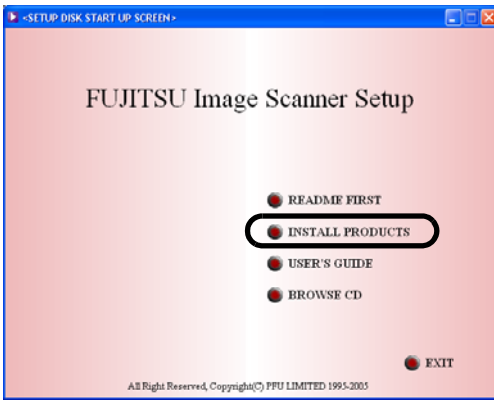 <SETUP DISK START UP SCREEN>
FUJITSU Image Scanner Setup
README FIRST
INSTALL PRODUCTS
USER'S GUIDE
BROWSE CD
EXIT
All Right Reserved, Copyright(C) PFU LIMITED 1995-2005